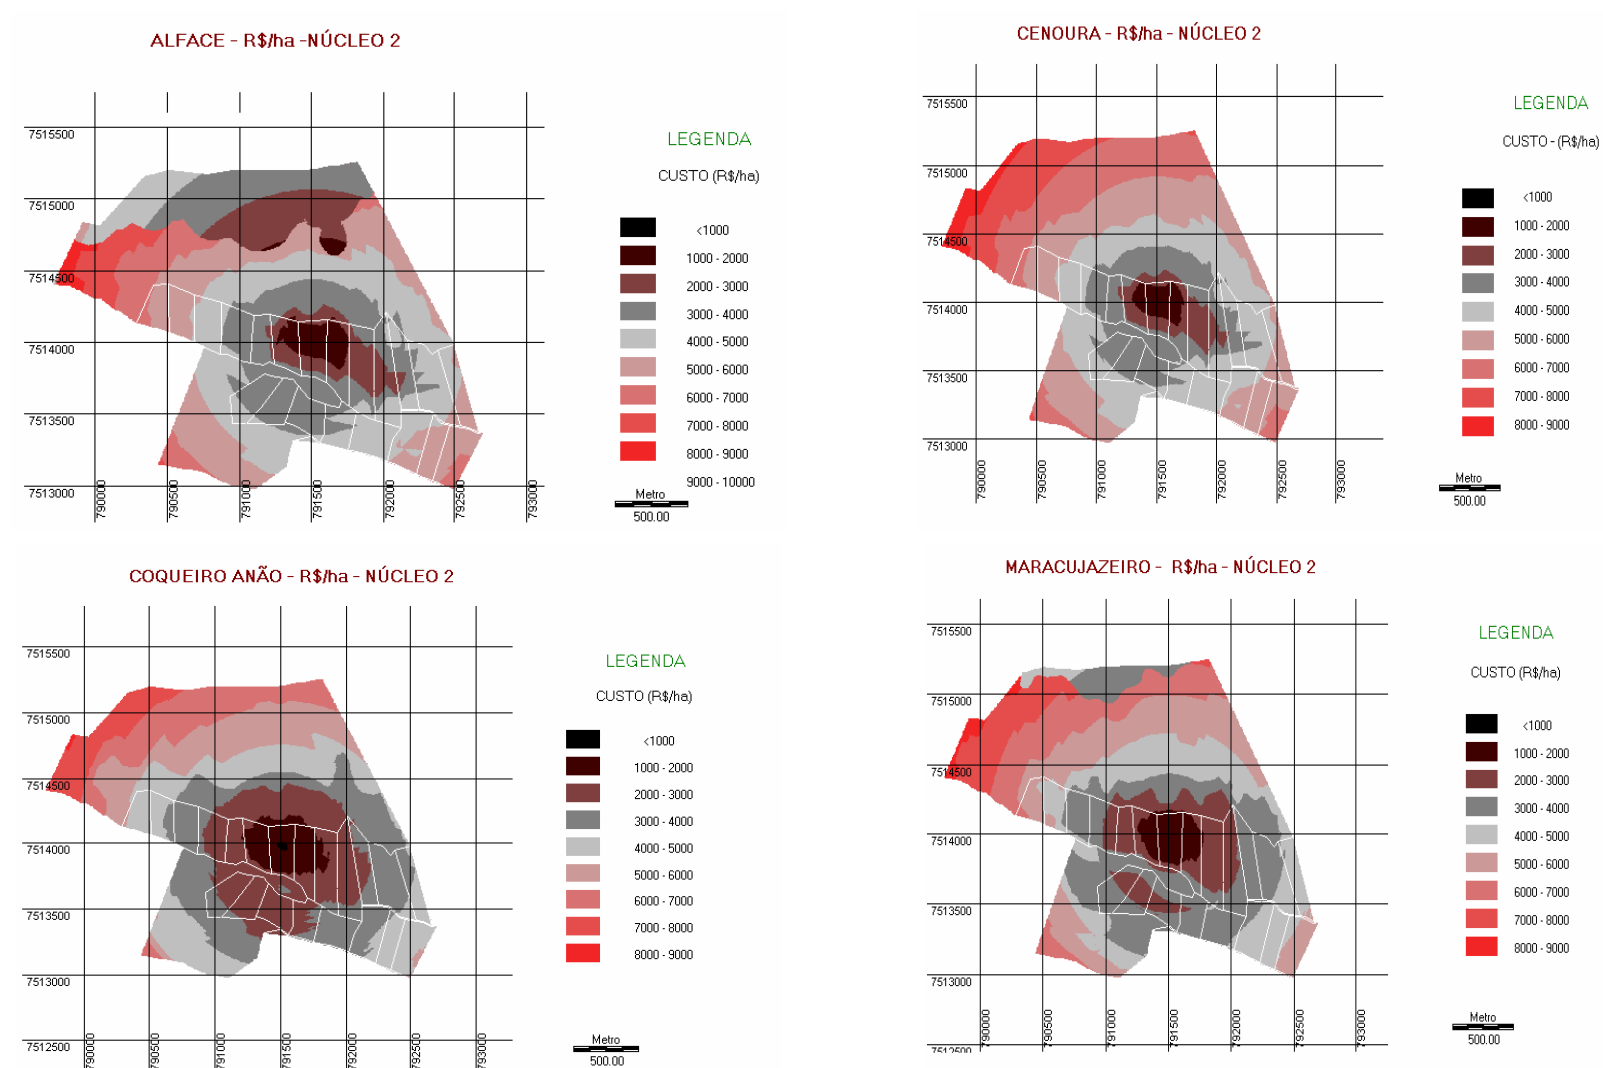 ALFACE - R$/ha -NÚCLEO 2
7515500
7515000
7514500
7514000
7513500
7513000
790000
790500
791000
791500
792000
792500
793000
LEGENDA
CUSTO (R$/ha)
<1000
1000 - 2000
2000 - 3000
3000 - 4000
4000 - 5000
5000 - 6000
6000 - 7000
7000 - 8000
8000 - 9000
9000 - 10000
Metro
500.00
CENOURA - R$/ha - NÚCLEO 2
7515500
7515000
7514500
7514000
7513500
7513000
790000
790500
791000
791500
792000
792500
793000
LEGENDA
CUSTO - (R$/ha)
<1000
1000 - 2000
2000 - 3000
3000 - 4000
4000 - 5000
5000 - 6000
6000 - 7000
7000 - 8000
8000 - 9000
Metro
500.00
COQUEIRO ANÃO - R$/ha - NÚCLEO 2
7515500
7515000
7514500
7514000
7513500
7513000
7512500
790000
790500
791000
791500
792000
792500
793000
LEGENDA
CUSTO (R$/ha)
<1000
1000 - 2000
2000 - 3000
3000 - 4000
4000 - 5000
5000 - 6000
6000 - 7000
7000 - 8000
8000 - 9000
Metro
500.00
MARACUJAZEIRO - R$/ha - NÚCLEO 2
7515500
7515000
7514500
7514000
7513500
7513000
7512500
790000
790500
791000
791500
792000
792500
793000
LEGENDA
CUSTO (R$/ha)
<1000
1000 - 2000
2000 - 3000
3000 - 4000
4000 - 5000
5000 - 6000
6000 - 7000
7000 - 8000
8000 - 9000
Metro
500.00